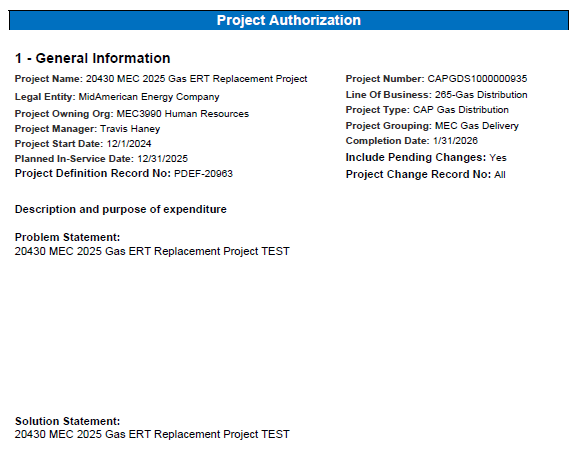 Project Authorization
1 - General Information
Project Name: 20430 MEC 2025 Gas ERT Replacement Project
Legal Entity: MidAmerican Energy Company
Project Owning Org: MEC3990 Human Resources
Project Manager: Travis Haney
Project Start Date: 12/1/2024
Planned In-Service Date: 12/31/2025
Project Definition Record No: PDEF-20963
Project Number: CAPGDS1000000935
Line Of Business: 265-Gas Distribution
Project Type: CAP Gas Distribution
Project Grouping: MEC Gas Delivery
Completion Date: 1/31/2026
Include Pending Changes: Yes
Project Change Record No: All
Description and purpose of expenditure
Problem Statement:
20430 MEC 2025 Gas ERT Replacement Project TEST
Solution Statement:
20430 MEC 2025 Gas ERT Replacement Project TEST